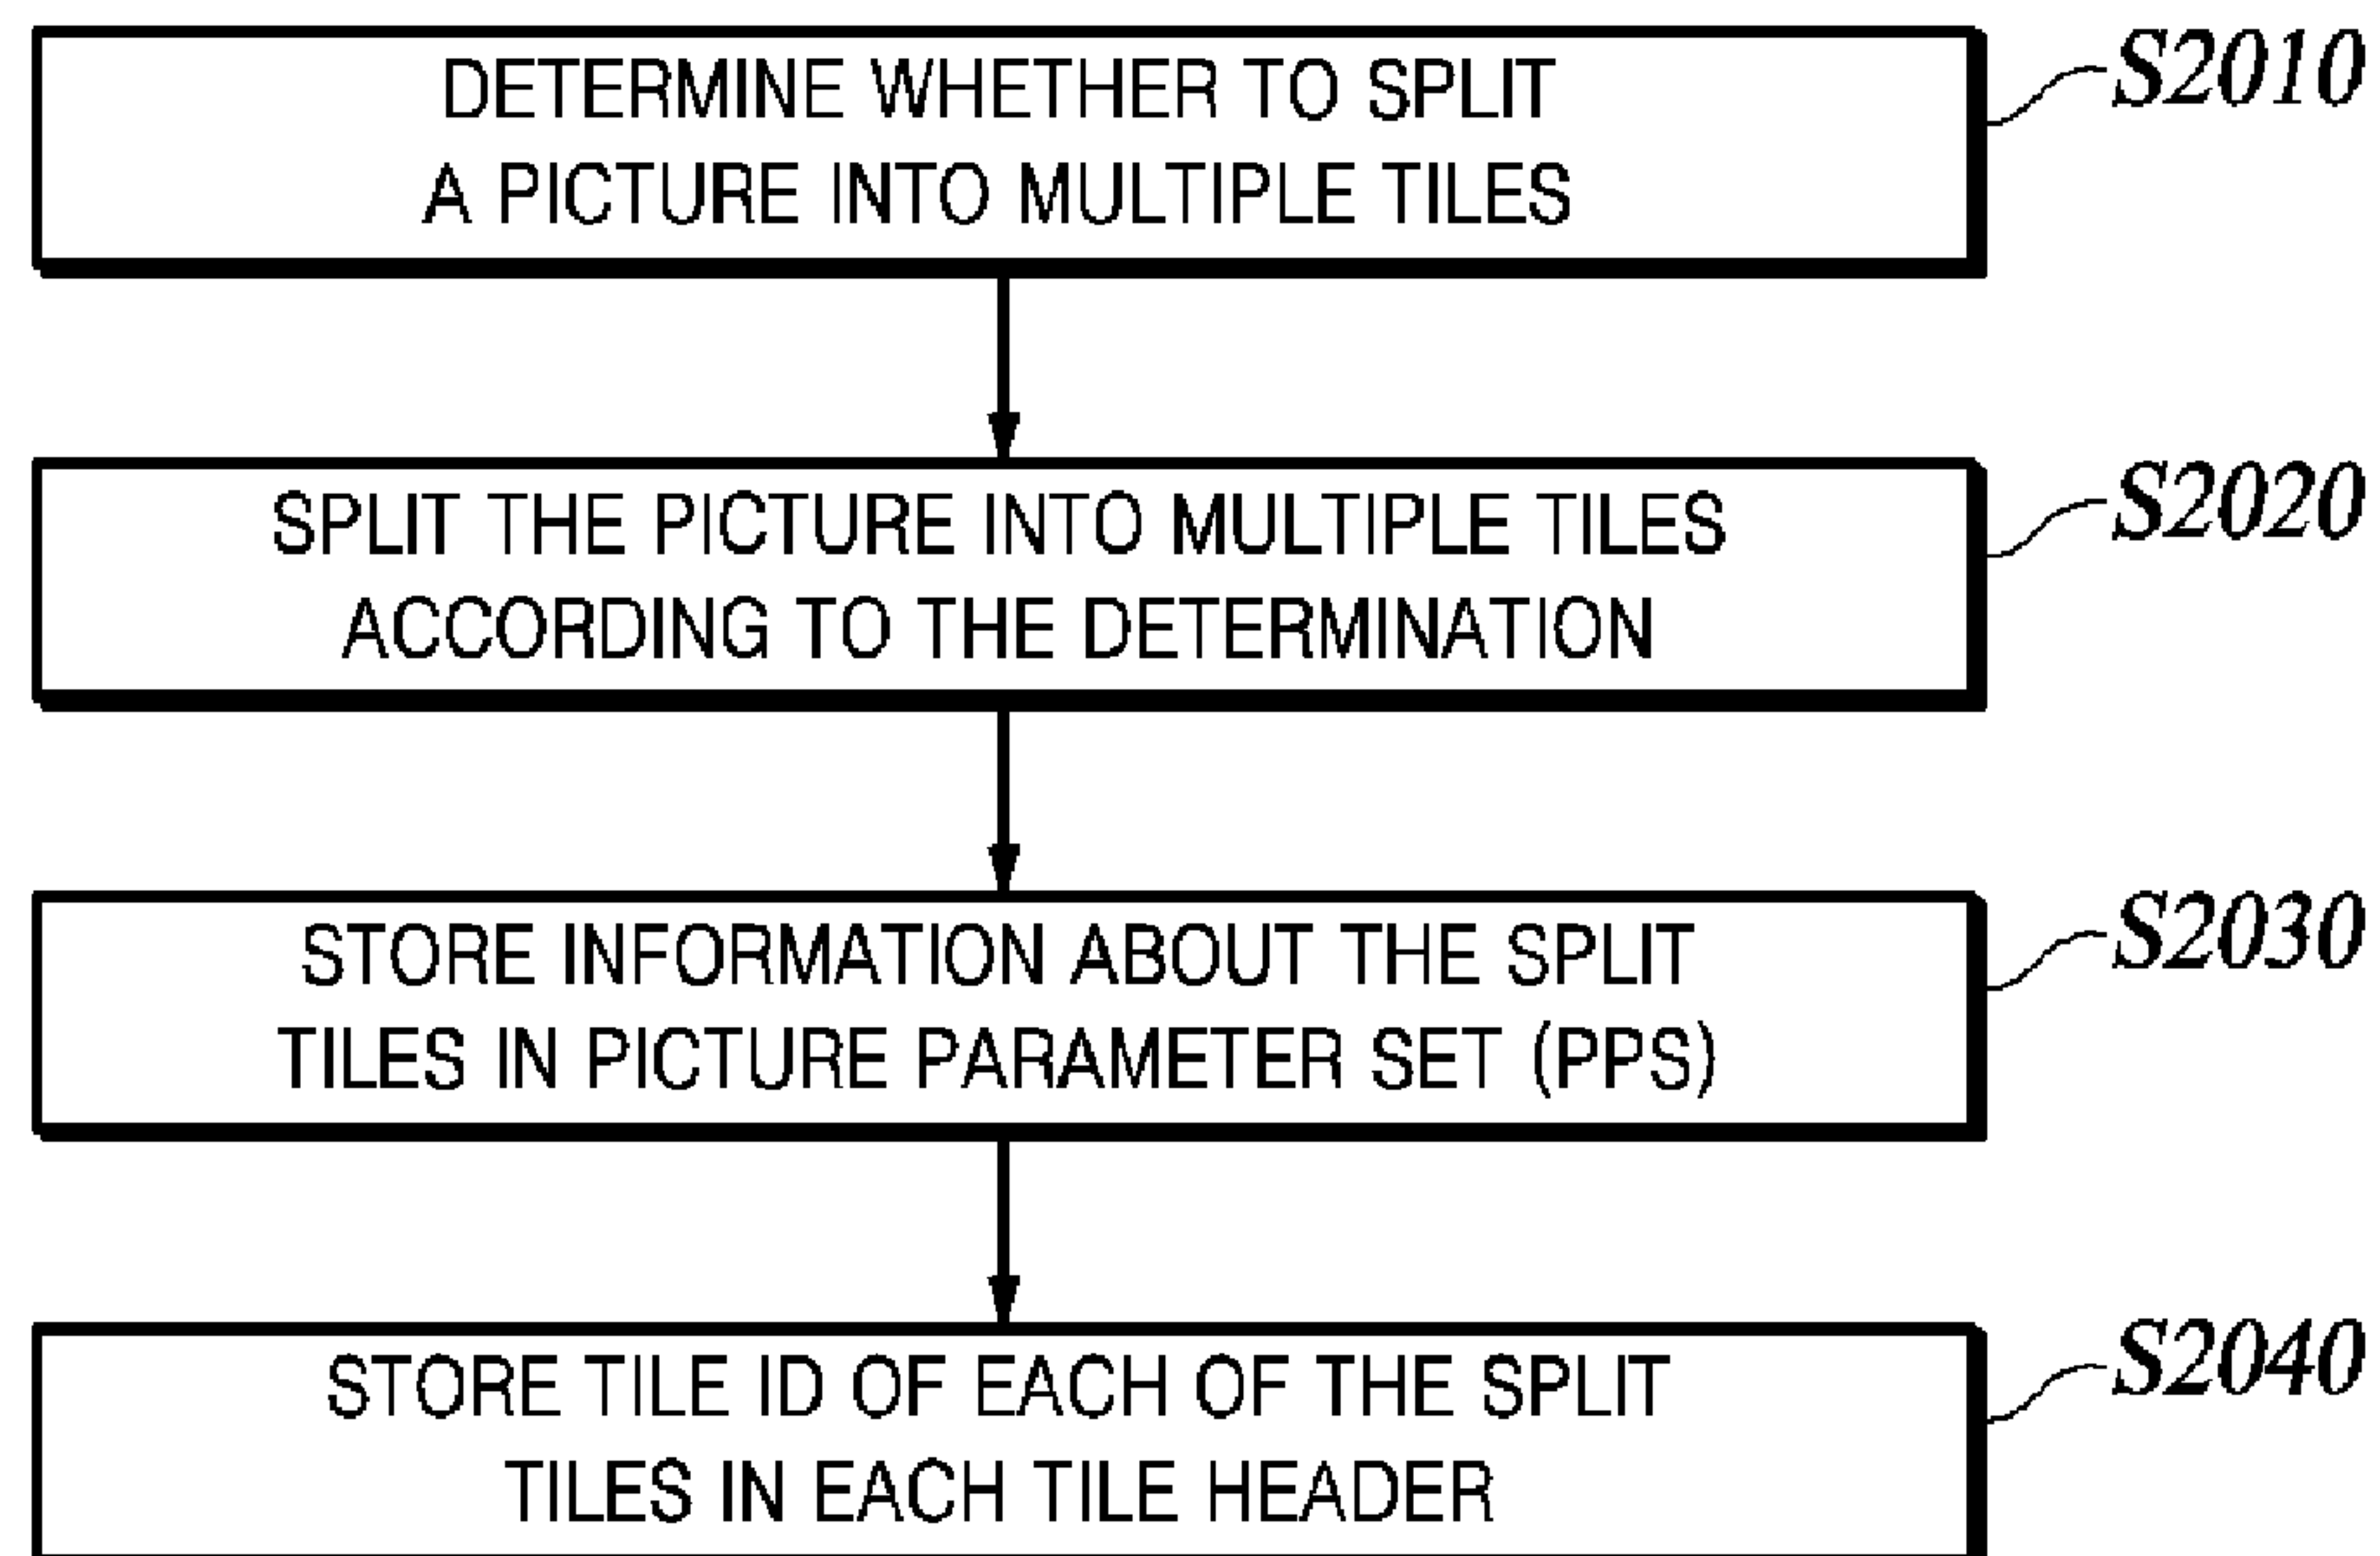 DETERMINE WHETHER TO SPLIT
A PICTURE INTO MULTIPLE TILES
S2010
SPLIT THE PICTURE INTO MULTIPLE TILES
ACCORDING TO THE DETERMINATION
S2020
STORE INFORMATION ABOUT THE SPLIT
TILES IN PICTURE PARAMETER SET (PPS)
S2030
STORE TILE ID OF EACH OF THE SPLIT
TILES IN EACH TILE HEADER
S2040